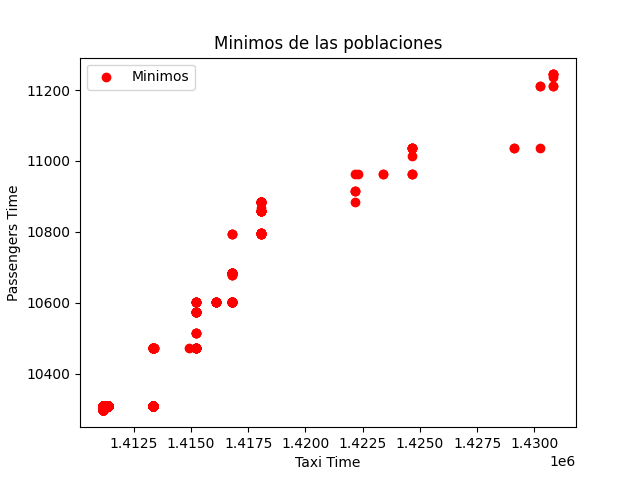 Minimos de las poblaciones
Minimos
11200
11000
10800
10600
10400
Passengers Time
1.4125 1.4150 1.4175 1.4200 1.4225 1.4250 1.4275 1.4300
1e6
Taxi Time